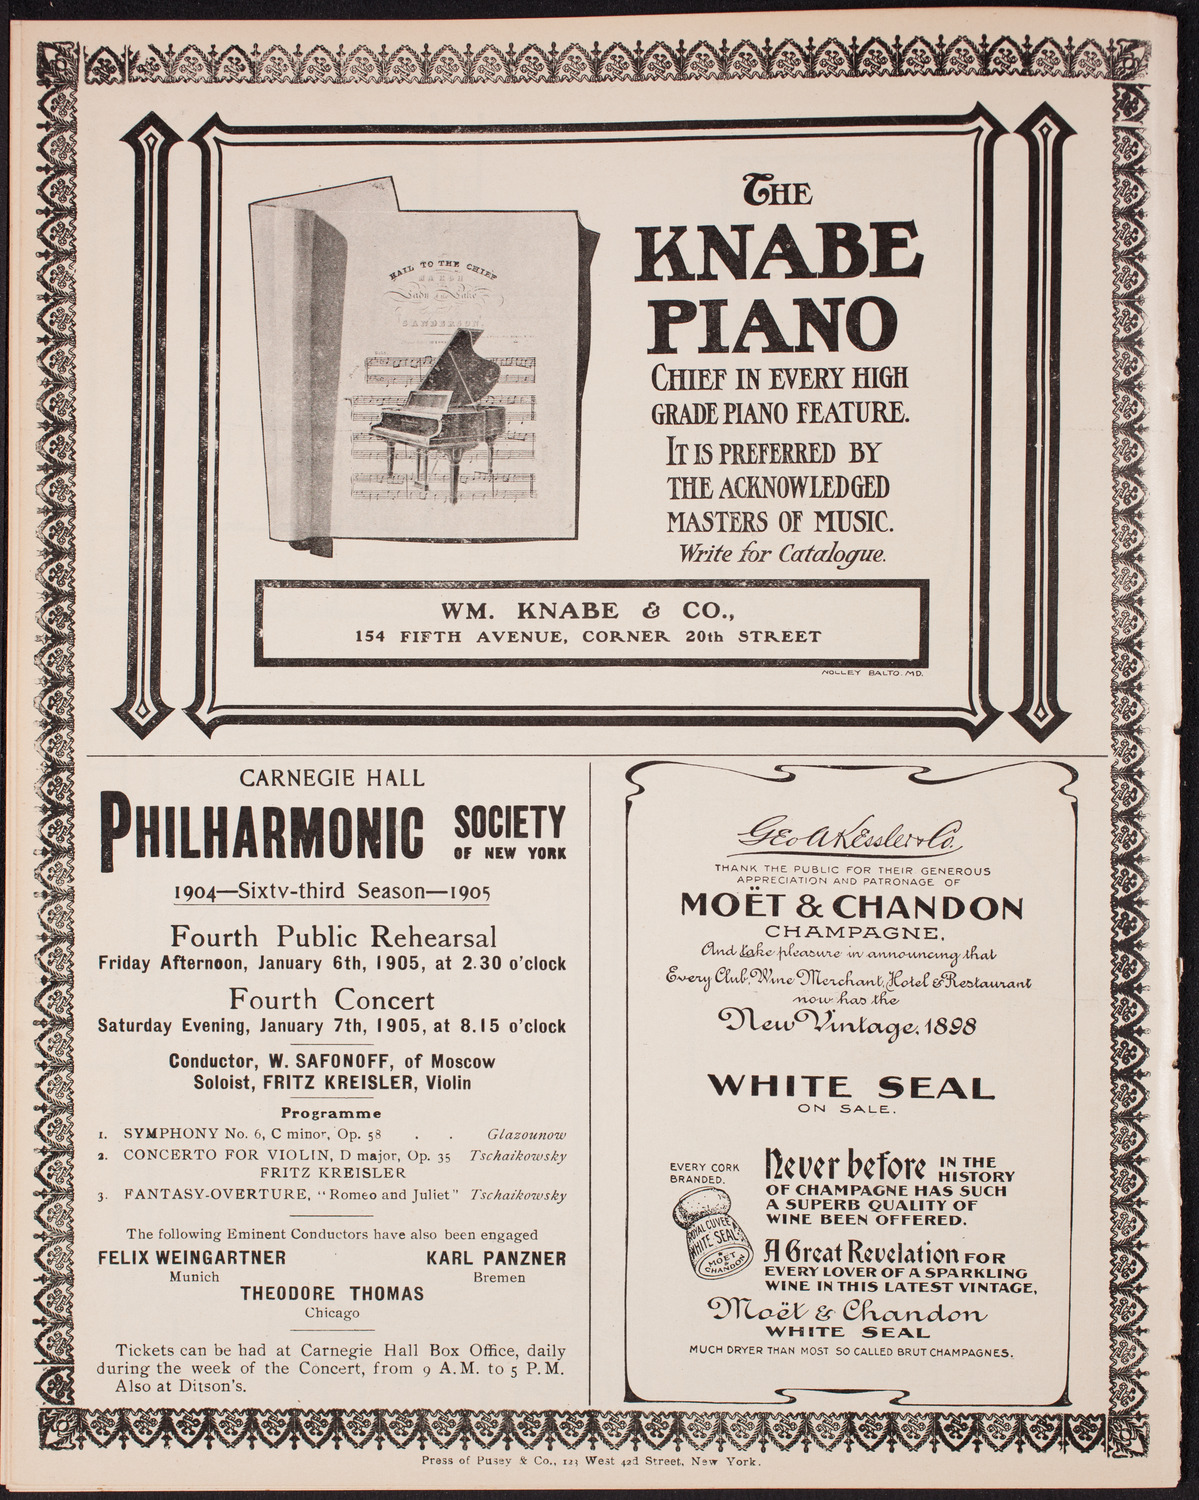 HAIL TO THE CHIEF
SANDERSON.
THE
KNABE
PIANO
CHIEF IN EVERY HIGH
GRADE PIANO FEATURE.
IT IS PREFERRED BY
THE ACKNOWLEDGED
MASTERS OF MUSIC.
Write for Catalogue.
WM. KNABE & CO.,
154 FIFTH AVENUE, CORNER 20th STREET
NOLLEY BALTO. MD.
CARNEGIE HALL
PHILHARMONIC SOCIETY
OF NEW YORK
1904—Sixty-third Season—1905
Fourth Public Rehearsal
Friday Afternoon, January 6th, 1905, at 2.30 o'clock
Fourth Concert
Saturday Evening, January 7th, 1905, at 8.15 o'clock
Conductor, W. SAFONOFF, of Moscow
Soloist, FRITZ KREISLER, Violin
Programme
1. SYMPHONY No. 6, C minor, Op. 58 . . Glazounow
2. CONCERTO FOR VIOLIN, D major, Op. 35 Tschaikowsky
FRITZ KREISLER
3. FANTASY-OVERTURE, "Romeo and Juliet" Tschaikowsky
The following Eminent Conductors have also been engaged
FELIX WEINGARTNER KARL PANZNER
Munich Bremen
THEODORE THOMAS
Chicago
Tickets can be had at Carnegie Hall Box Office, daily
during the week of the Concert, from 9 A.M. to 5 P.M.
Also at Ditson's.
Geo A Kessler & Co.
THANK THE PUBLIC FOR THEIR GENEROUS
APPRECIATION AND PATRONAGE OF
MOËT & CHANDON
CHAMPAGNE,
And take pleasure in announcing that
Every Club, Wine Merchant, Hotel & Restaurant
now has the
New Vintage, 1898
WHITE SEAL
ON SALE.
EVERY CORK
BRANDED.
ROYAL CUVEE
WHITE SEAL
MOET &
CHANDON
Never before IN THE
HISTORY
OF CHAMPAGNE HAS SUCH
A SUPERB QUALITY OF
WINE BEEN OFFERED.
A Great Revelation FOR
EVERY LOVER OF A SPARKLING
WINE IN THIS LATEST VINTAGE,
Moët & Chandon
WHITE SEAL
MUCH DRYER THAN MOST SO CALLED BRUT CHAMPAGNES.
Press of Pusey & Co., 123 West 42d Street, New York.